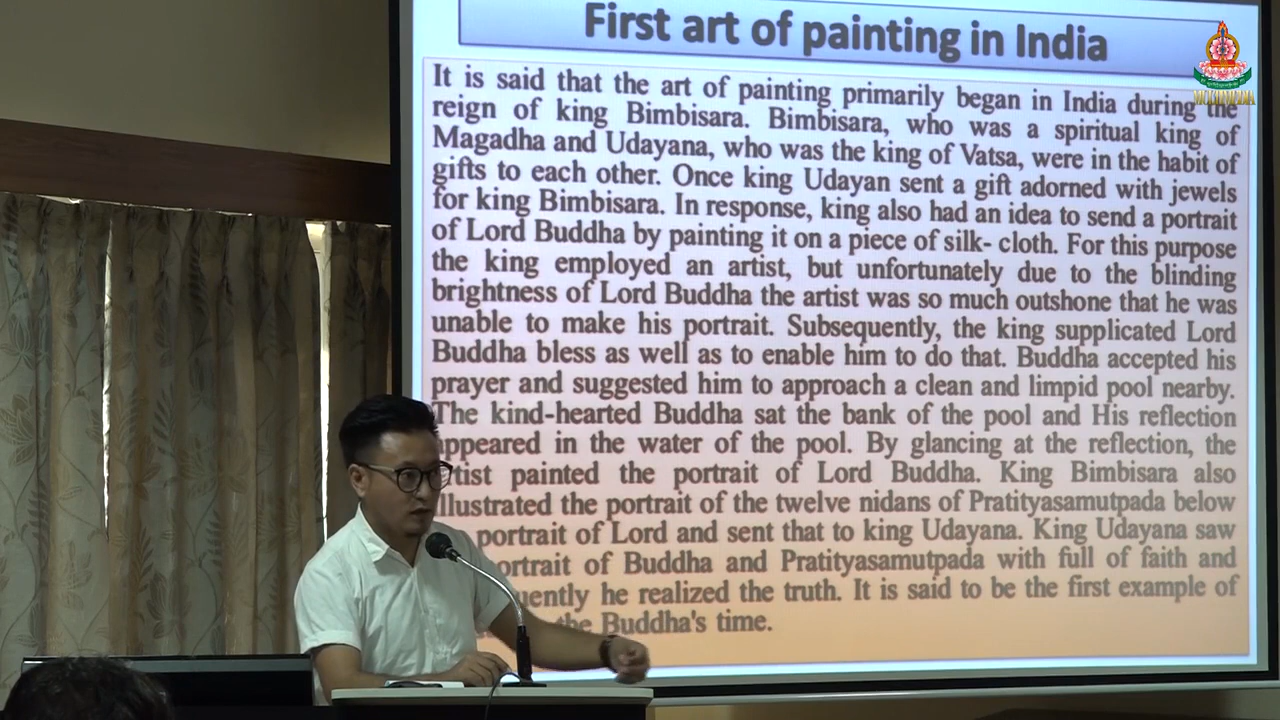 First art of painting in India
It is said that the art of painting primarily began in India during the
reign of king Bimbisara. Bimbisara, who was a spiritual king of
Magadha and Udayana, who was the king of Vatsa, were in the habit of
gifts to each other. Once king Udayan sent a gift adorned with jewels
for king Bimbisara. In response, king also had an idea to send a portrait
of Lord Buddha by painting it on a piece of silk- cloth. For this purpose
the king employed an artist, but unfortunately due to the blinding
brightness of Lord Buddha the artist was so much outshone that he was
unable to make his portrait. Subsequently, the king supplicated Lord
Buddha bless as well as to enable him to do that. Buddha accepted his
prayer and suggested him to approach a clean and limpid pool nearby.
The kind-hearted Buddha sat the bank of the pool and His reflection
appeared in the water of the pool. By glancing at the reflection, the
artist painted the portrait of Lord Buddha. King Bimbisara also
illustrated the portrait of the twelve nidans of Pratityasamutpada below
portrait of Lord and sent that to king Udayana. King Udayana saw
portrait of Buddha and Pratityasamutpada with full of faith and
he realized the truth. It is said to be the first example of
the Buddha's time.